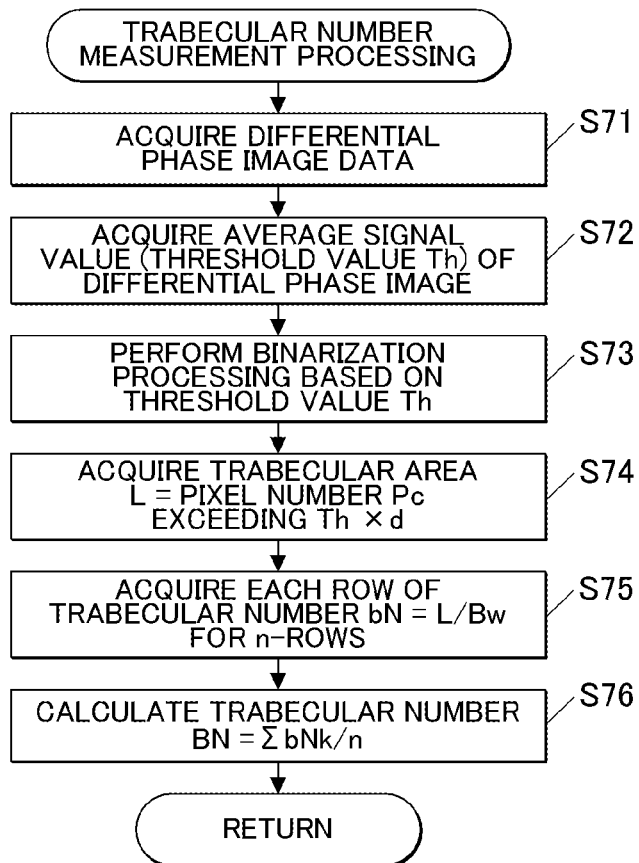 TRABECULAR NUMBER
MEASUREMENT PROCESSING
S71
ACQUIRE DIFFERENTIAL
PHASE IMAGE DATA
S72
ACQUIRE AVERAGE SIGNAL
VALUE (THRESHOLD VALUE Th) OF
DIFFERENTIAL PHASE IMAGE
S73
PERFORM BINARIZATION
PROCESSING BASED ON
THRESHOLD VALUE Th
S74
ACQUIRE TRABECULAR AREA
L = PIXEL NUMBER Pc
EXCEEDING Th × d
S75
ACQUIRE EACH ROW OF
TRABECULAR NUMBER bN = L/Bw
FOR n-ROWS
S76
CALCULATE TRABECULAR NUMBER
BN = Σ bNk/n
RETURN